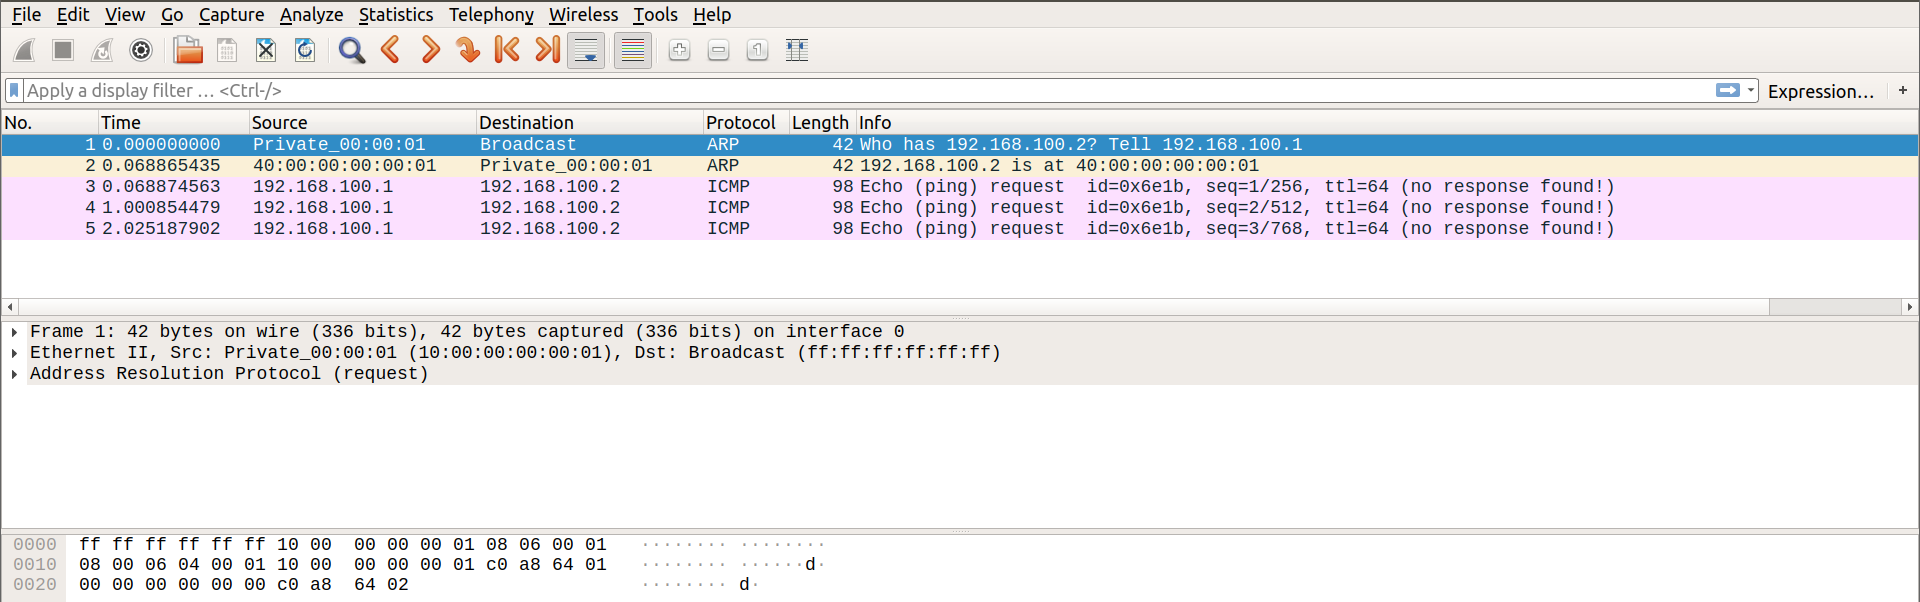 File Edit View Go Capture Analyze Statistics Telephony Wireless Tools Help
Apply a display filter … <Ctrl-/> Expression… +
No. Time Source Destination Protocol Length Info
1 0.000000000 Private_00:00:01 Broadcast ARP 42 Who has 192.168.100.2? Tell 192.168.100.1
2 0.068865435 40:00:00:00:00:01 Private_00:00:01 ARP 42 192.168.100.2 is at 40:00:00:00:00:01
3 0.068874563 192.168.100.1 192.168.100.2 ICMP 98 Echo (ping) request id=0x6e1b, seq=1/256, ttl=64 (no response found!)
4 1.000854479 192.168.100.1 192.168.100.2 ICMP 98 Echo (ping) request id=0x6e1b, seq=2/512, ttl=64 (no response found!)
5 2.025187902 192.168.100.1 192.168.100.2 ICMP 98 Echo (ping) request id=0x6e1b, seq=3/768, ttl=64 (no response found!)
Frame 1: 42 bytes on wire (336 bits), 42 bytes captured (336 bits) on interface 0
Ethernet II, Src: Private_00:00:01 (10:00:00:00:00:01), Dst: Broadcast (ff:ff:ff:ff:ff:ff)
Address Resolution Protocol (request)
0000 ff ff ff ff ff ff 10 00 00 00 00 01 08 06 00 01 ········ ········
0010 08 00 06 04 00 01 10 00 00 00 00 01 c0 a8 64 01 ········ ······d·
0020 00 00 00 00 00 00 c0 a8 64 02 ········ d·